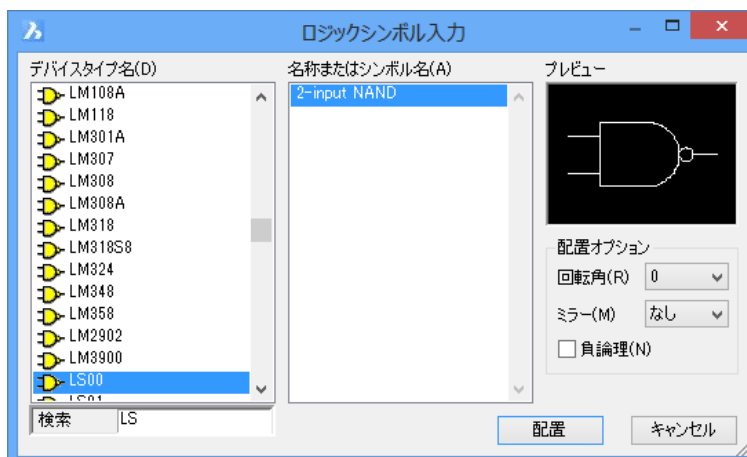 ロジックシンボル入力
デバイスタイプ名(D)
LM108A
LM118
LM301A
LM307
LM308
LM308A
LM318
LM318S8
LM324
LM348
LM358
LM2902
LM3900
LS00
LS01
検索 LS
名称またはシンボル名(A)
2-input NAND
プレビュー
配置オプション
回転角(R) 0
ミラー(M) なし
負論理(N)
配置 キャンセル